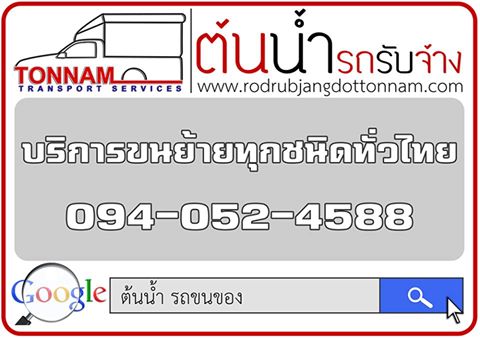 TONNAM
TRANSPORT SERVICES
ต้นน้ำรถรับจ้าง
www.rodrubjangdottonnam.com
บริการขนย้ายทุกชนิดทั่วไทย
094-052-4588
Google
ต้นน้ำ รถขนของ